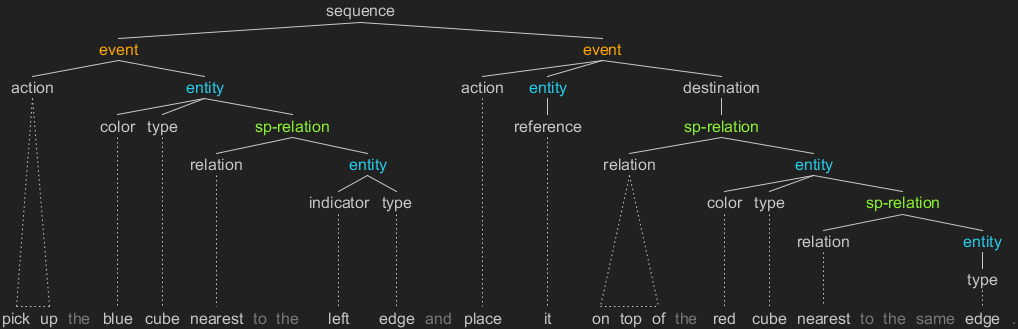 sequence
event event
action entity action entity destination
color type sp-relation reference sp-relation
relation entity relation entity
indicator type color type sp-relation
relation entity
type
pick up the blue cube nearest to the left edge and place it on top of the red cube nearest to the same edge .